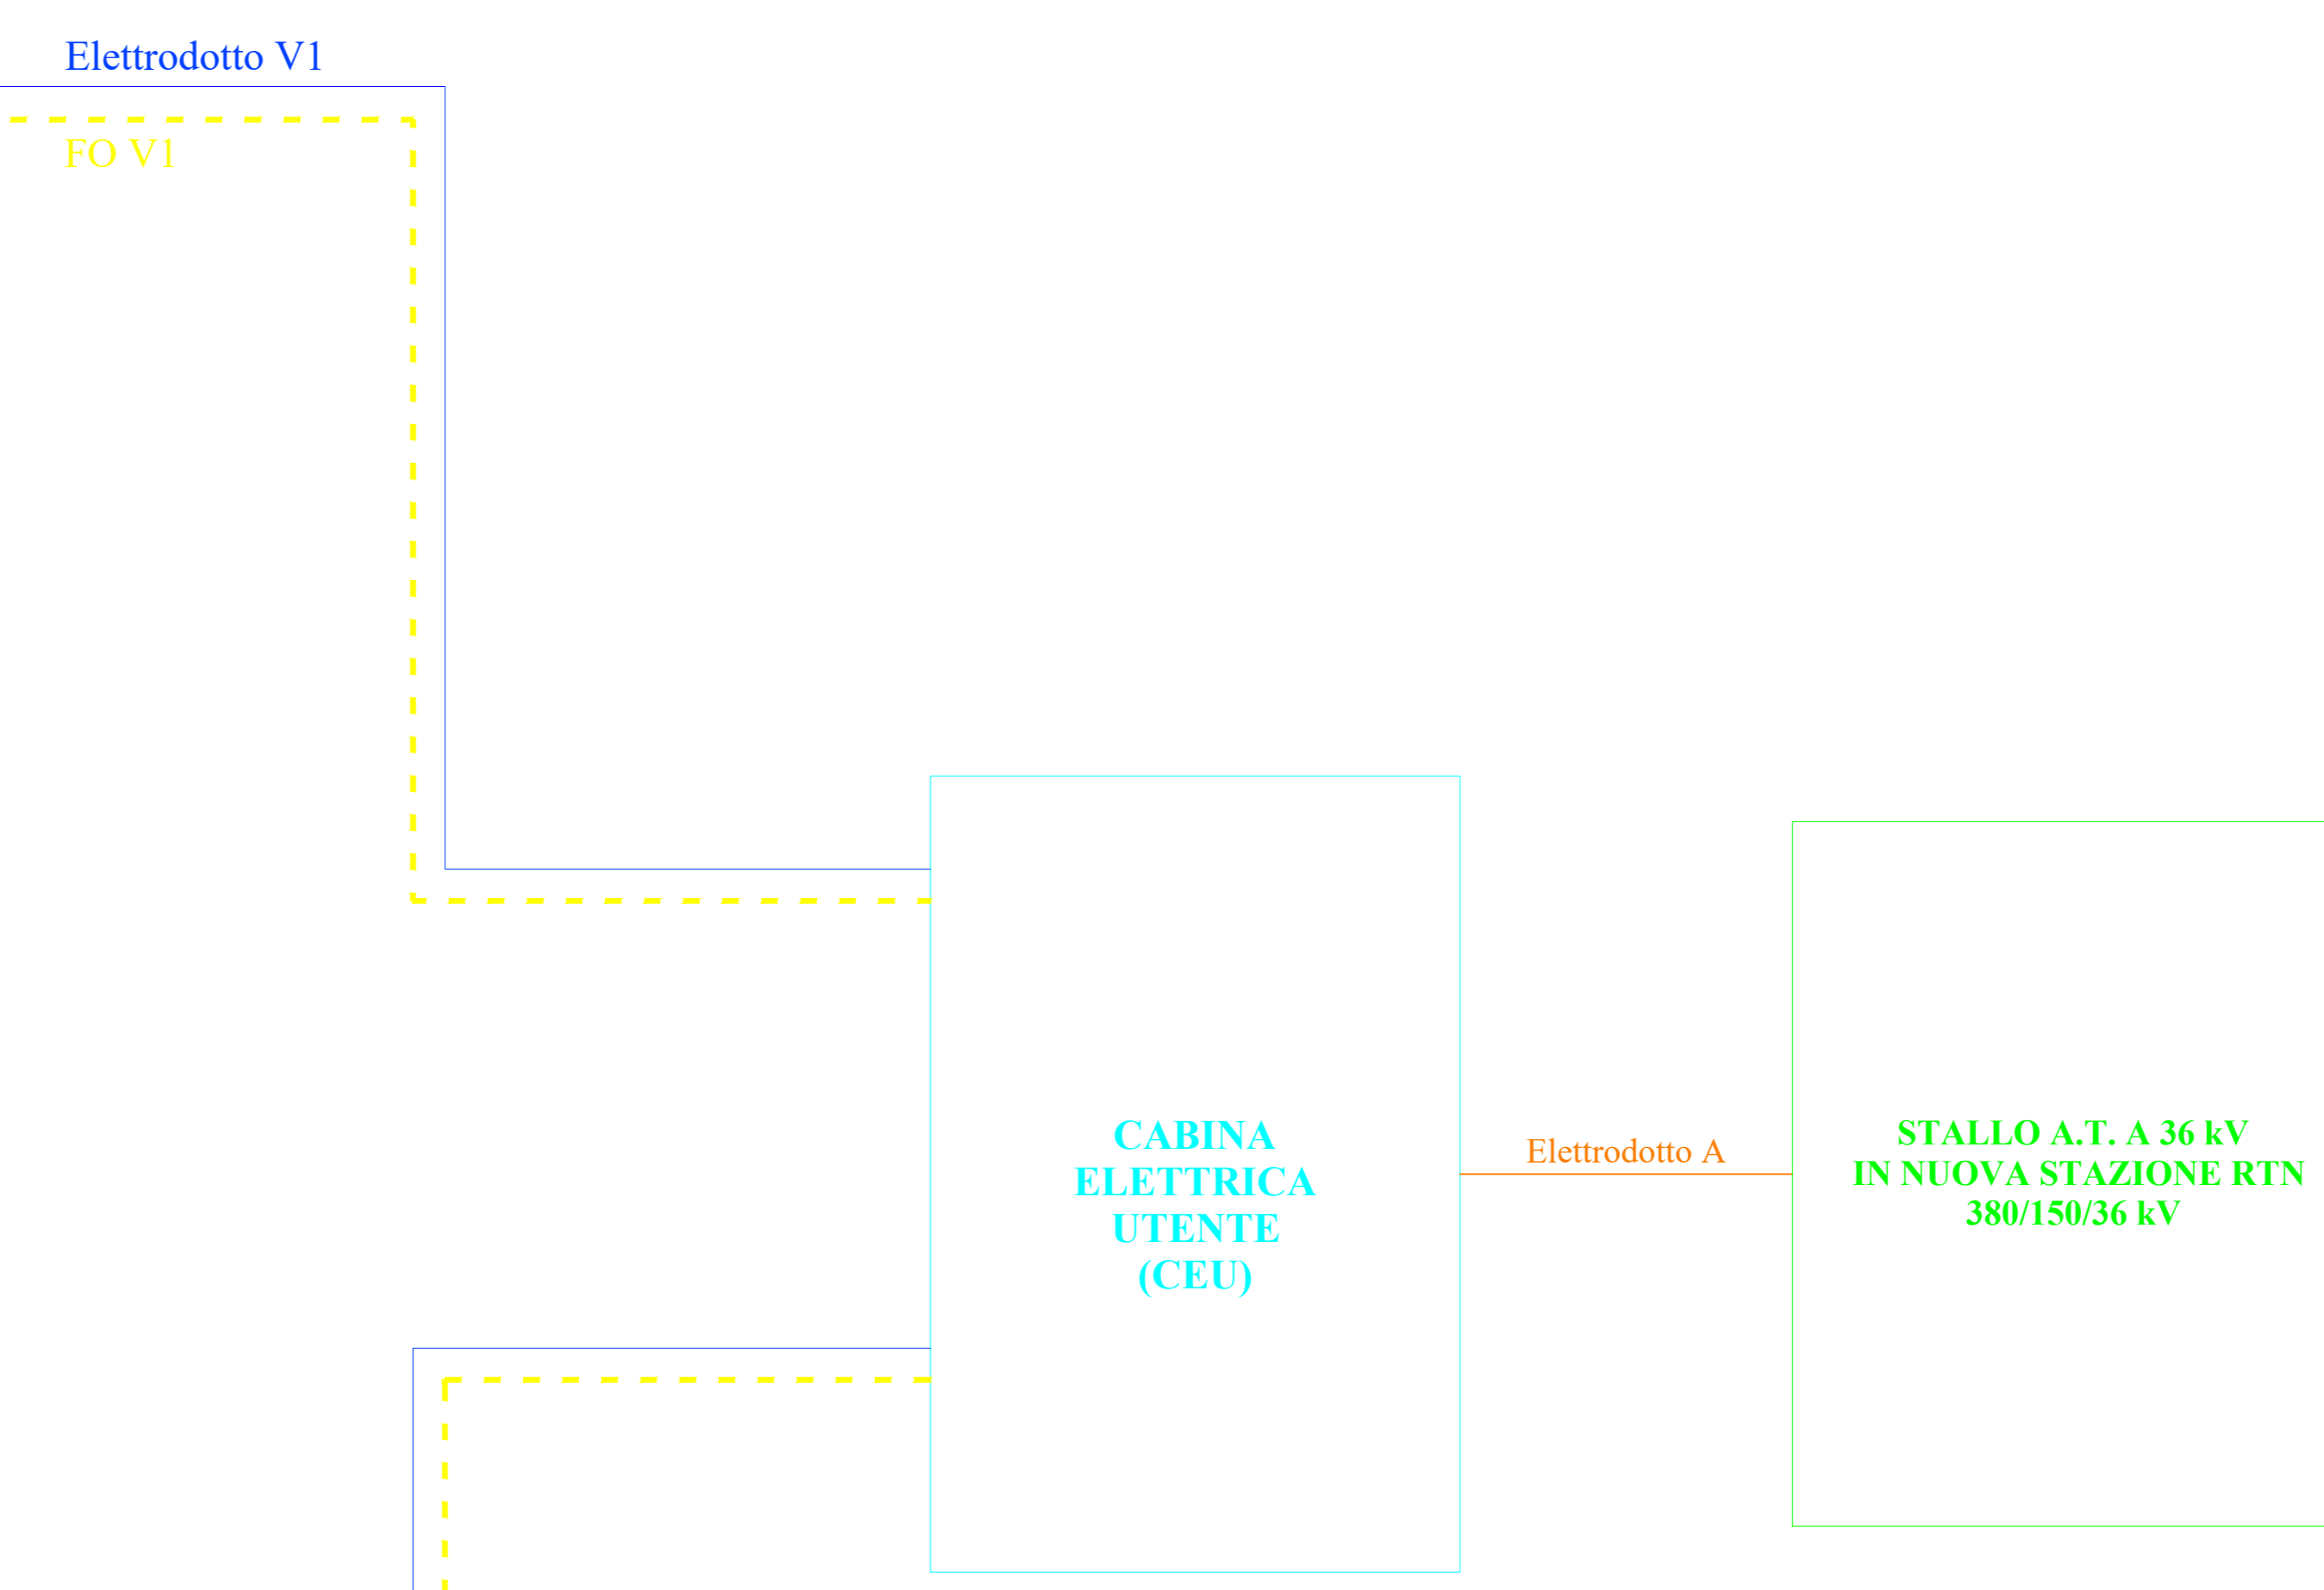 Elettrodotto V1
FO V1
CABINA
ELETTRICA
UTENTE
(CEU)
Elettrodotto A
STALLO A.T. A 36 kV
IN NUOVA STAZIONE RTN
380/150/36 kV